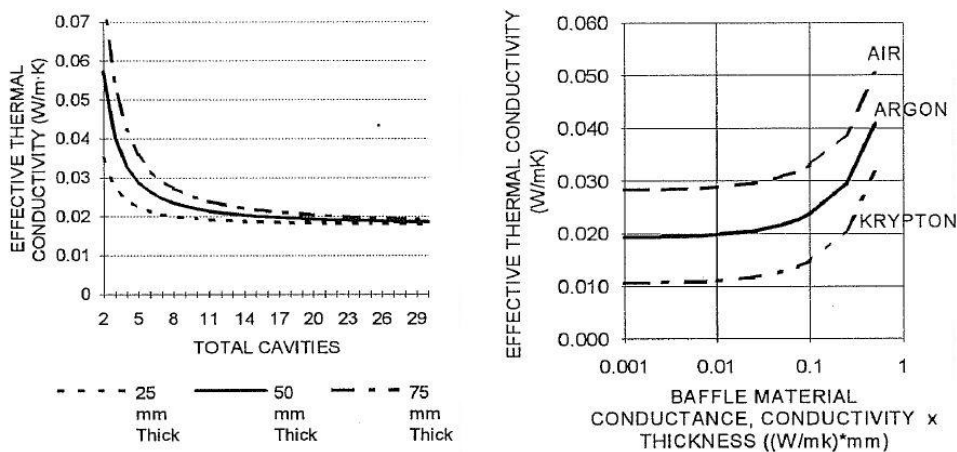 EFFECTIVE THERMAL
CONDUCTIVITY (W/m·K)
0.07
0.06
0.05
0.04
0.03
0.02
0.01
0
2 5 8 11 14 17 20 23 26 29
TOTAL CAVITIES
25
mm
Thick
50
mm
Thick
75
mm
Thick
EFFECTIVE THERMAL CONDUCTIVITY
(W/mK)
0.060
0.050
0.040
0.030
0.020
0.010
0.000
AIR
ARGON
KRYPTON
0.001 0.01 0.1 1
BAFFLE MATERIAL
CONDUCTANCE, CONDUCTIVITY x
THICKNESS ((W/mk)*mm)